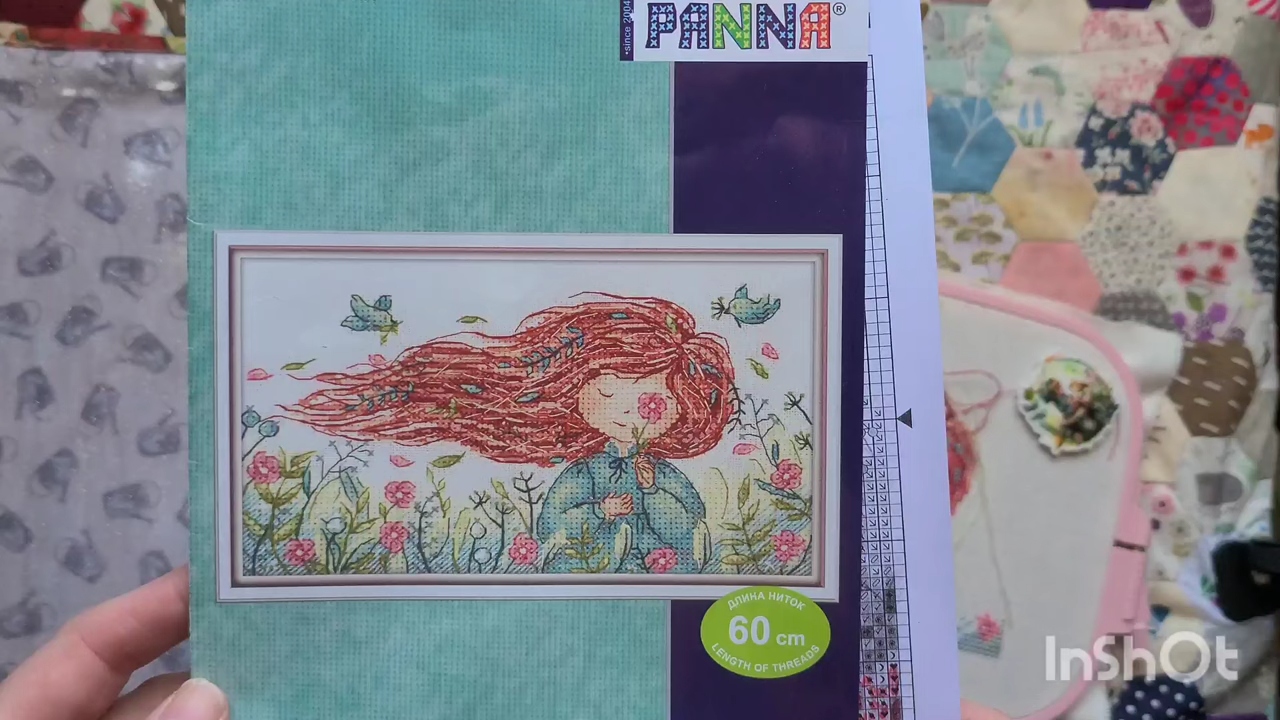 •since 2004
PANNA®
ДЛИНА НИТОК
60 cm
LENGTH OF THREADS
InShOt